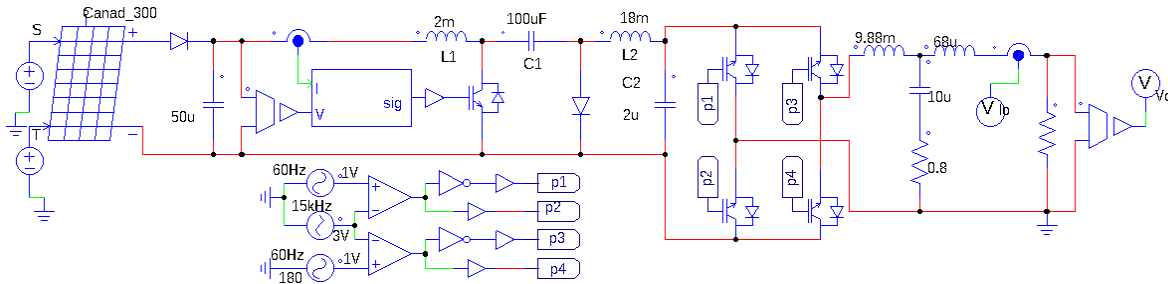 Canad_300
S
+
T
−
50u
I
V
sig
2m
L1
100uF
C1
18m
L2
C2
2u
p1
p3
p2
p4
9.88m
68u
10u
0.8
V
Ip
V
Vo
60Hz
.1V
15kHz
3V
60Hz
180
.1V
p1
p2
p3
p4